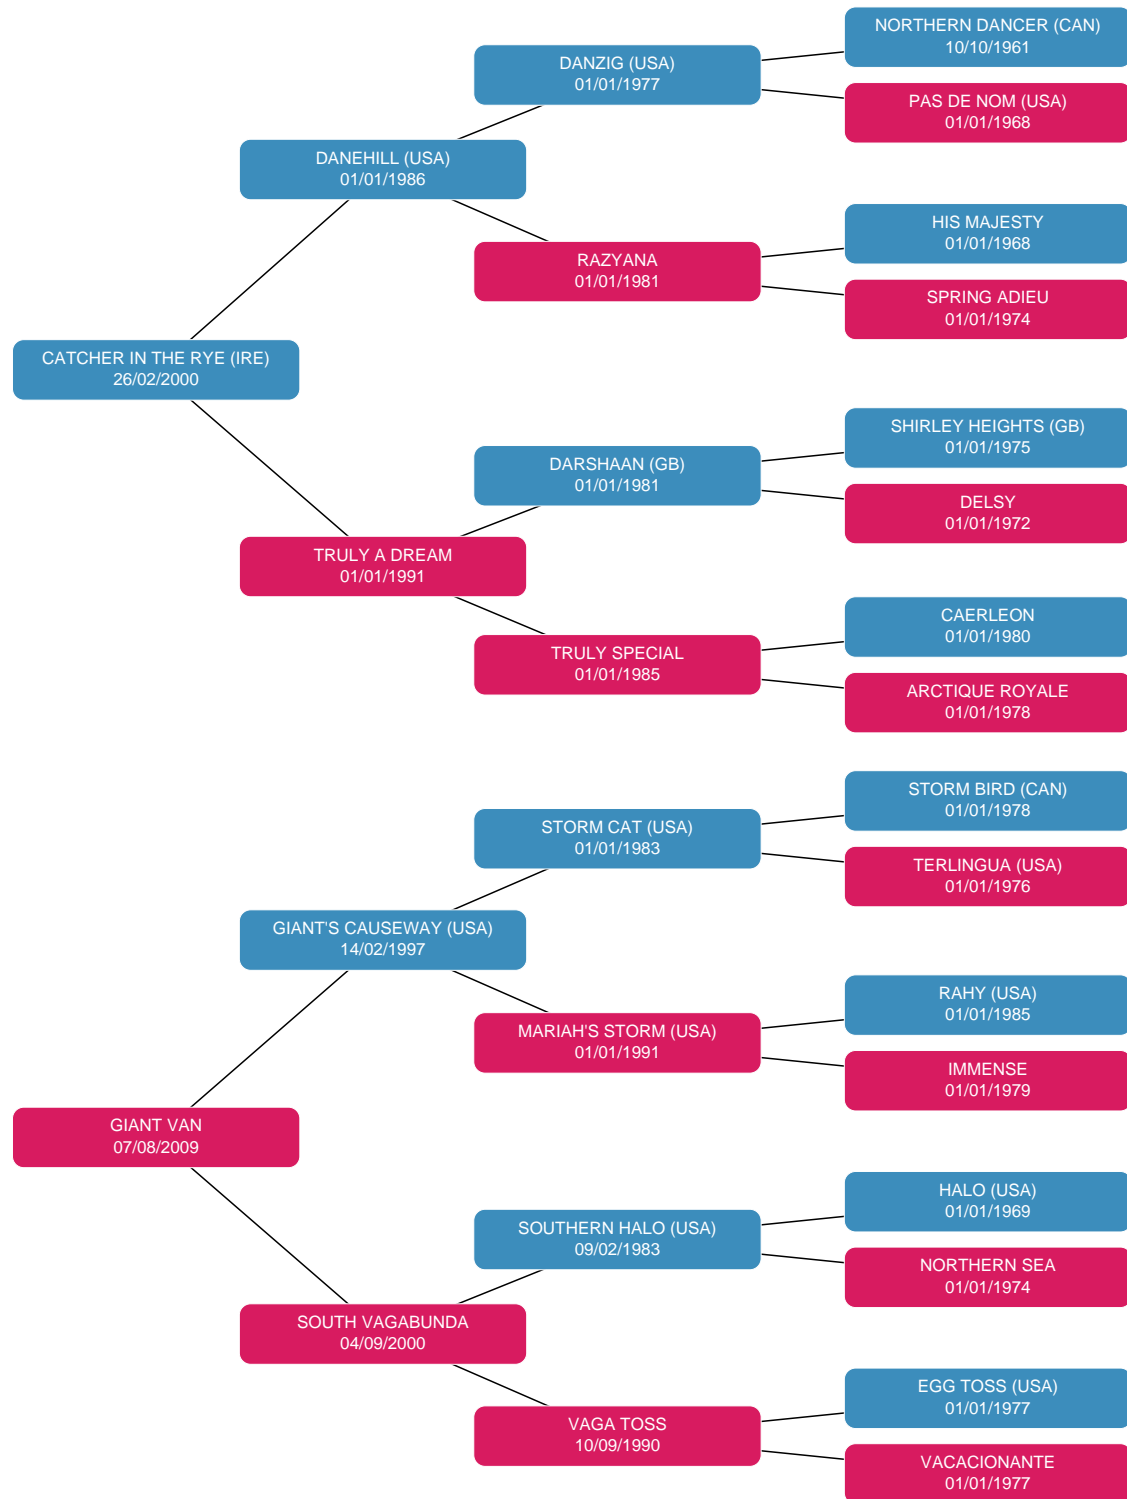 NORTHERN DANCER (CAN)
10/10/1961
DANZIG (USA)
01/01/1977
PAS DE NOM (USA)
01/01/1968
DANEHILL (USA)
01/01/1986
HIS MAJESTY
01/01/1968
RAZYANA
01/01/1981
SPRING ADIEU
01/01/1974
CATCHER IN THE RYE (IRE)
26/02/2000
SHIRLEY HEIGHTS (GB)
01/01/1975
DARSHAAN (GB)
01/01/1981
DELSY
01/01/1972
TRULY A DREAM
01/01/1991
CAERLEON
01/01/1980
TRULY SPECIAL
01/01/1985
ARCTIQUE ROYALE
01/01/1978
STORM BIRD (CAN)
01/01/1978
STORM CAT (USA)
01/01/1983
TERLINGUA (USA)
01/01/1976
GIANT'S CAUSEWAY (USA)
14/02/1997
RAHY (USA)
01/01/1985
MARIAH'S STORM (USA)
01/01/1991
IMMENSE
01/01/1979
GIANT VAN
07/08/2009
HALO (USA)
01/01/1969
SOUTHERN HALO (USA)
09/02/1983
NORTHERN SEA
01/01/1974
SOUTH VAGABUNDA
04/09/2000
EGG TOSS (USA)
01/01/1977
VAGA TOSS
10/09/1990
VACACIONANTE
01/01/1977